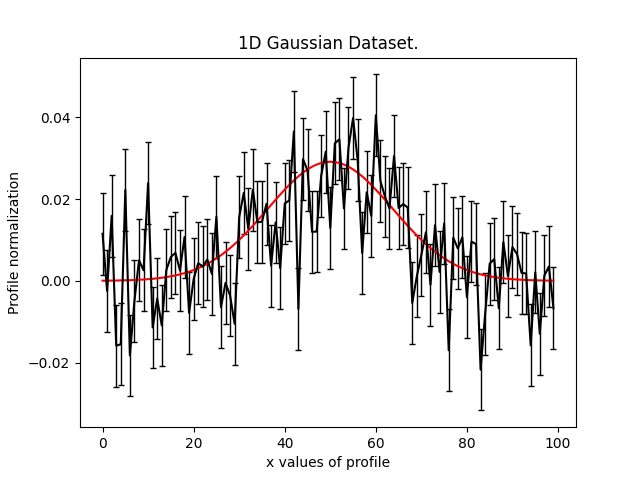 1D Gaussian Dataset.
Profile normalization
0.04
0.02
0.00
−0.02
0 20 40 60 80 100
x values of profile